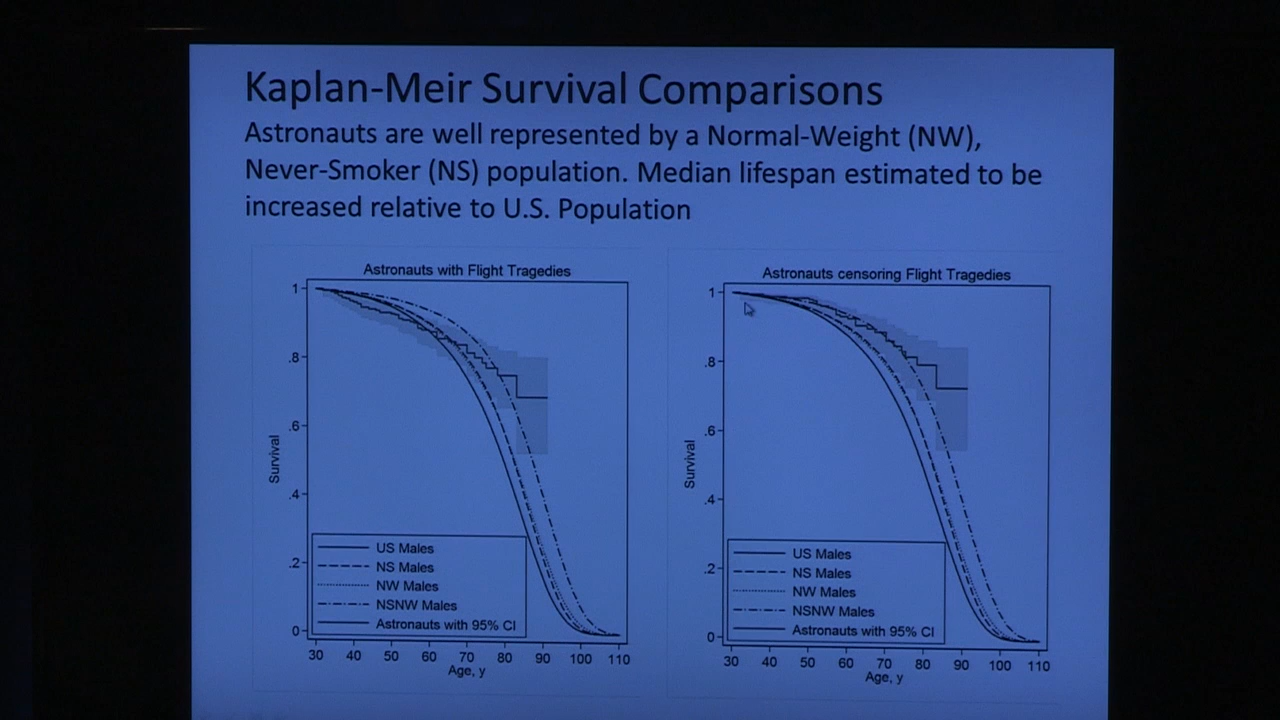 Kaplan-Meir Survival Comparisons
Astronauts are well represented by a Normal-Weight (NW),
Never-Smoker (NS) population. Median lifespan estimated to be
increased relative to U.S. Population
Astronauts with Flight Tragedies
1
.8
.6
.4
.2
0
Survival
US Males
NS Males
NW Males
NSNW Males
Astronauts with 95% CI
30 40 50 60 70 80 90 100 110
Age, y
Astronauts censoring Flight Tragedies
1
.8
.6
.4
.2
0
Survival
US Males
NS Males
NW Males
NSNW Males
Astronauts with 95% CI
30 40 50 60 70 80 90 100 110
Age, y